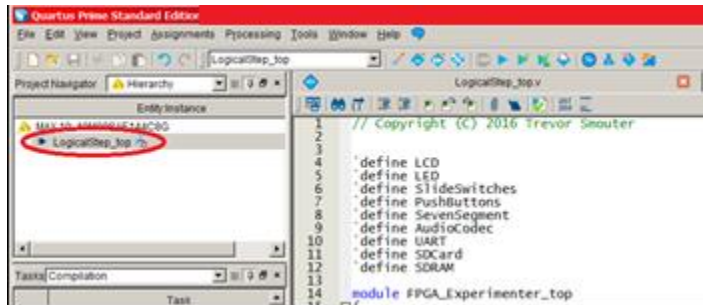 Quartus Prime Standard Edition
File Edit View Project Assignments Processing Tools Window Help
LogicalStep_top
Project Navigator Hierarchy
LogicalStep_top.v
Entity:Instance
LogicalStep_top
1 // Copyright (C) 2016 Trevor Smouter
2
3
4 `define LCD
5 `define LED
6 `define SlideSwitches
7 `define PushButtons
8 `define SevenSegment
9 `define AudioCodec
10 `define UART
11 `define SDCard
12 `define SDRAM
13
14 module FPGA_Experimenter_top
Tasks Compilation
Task